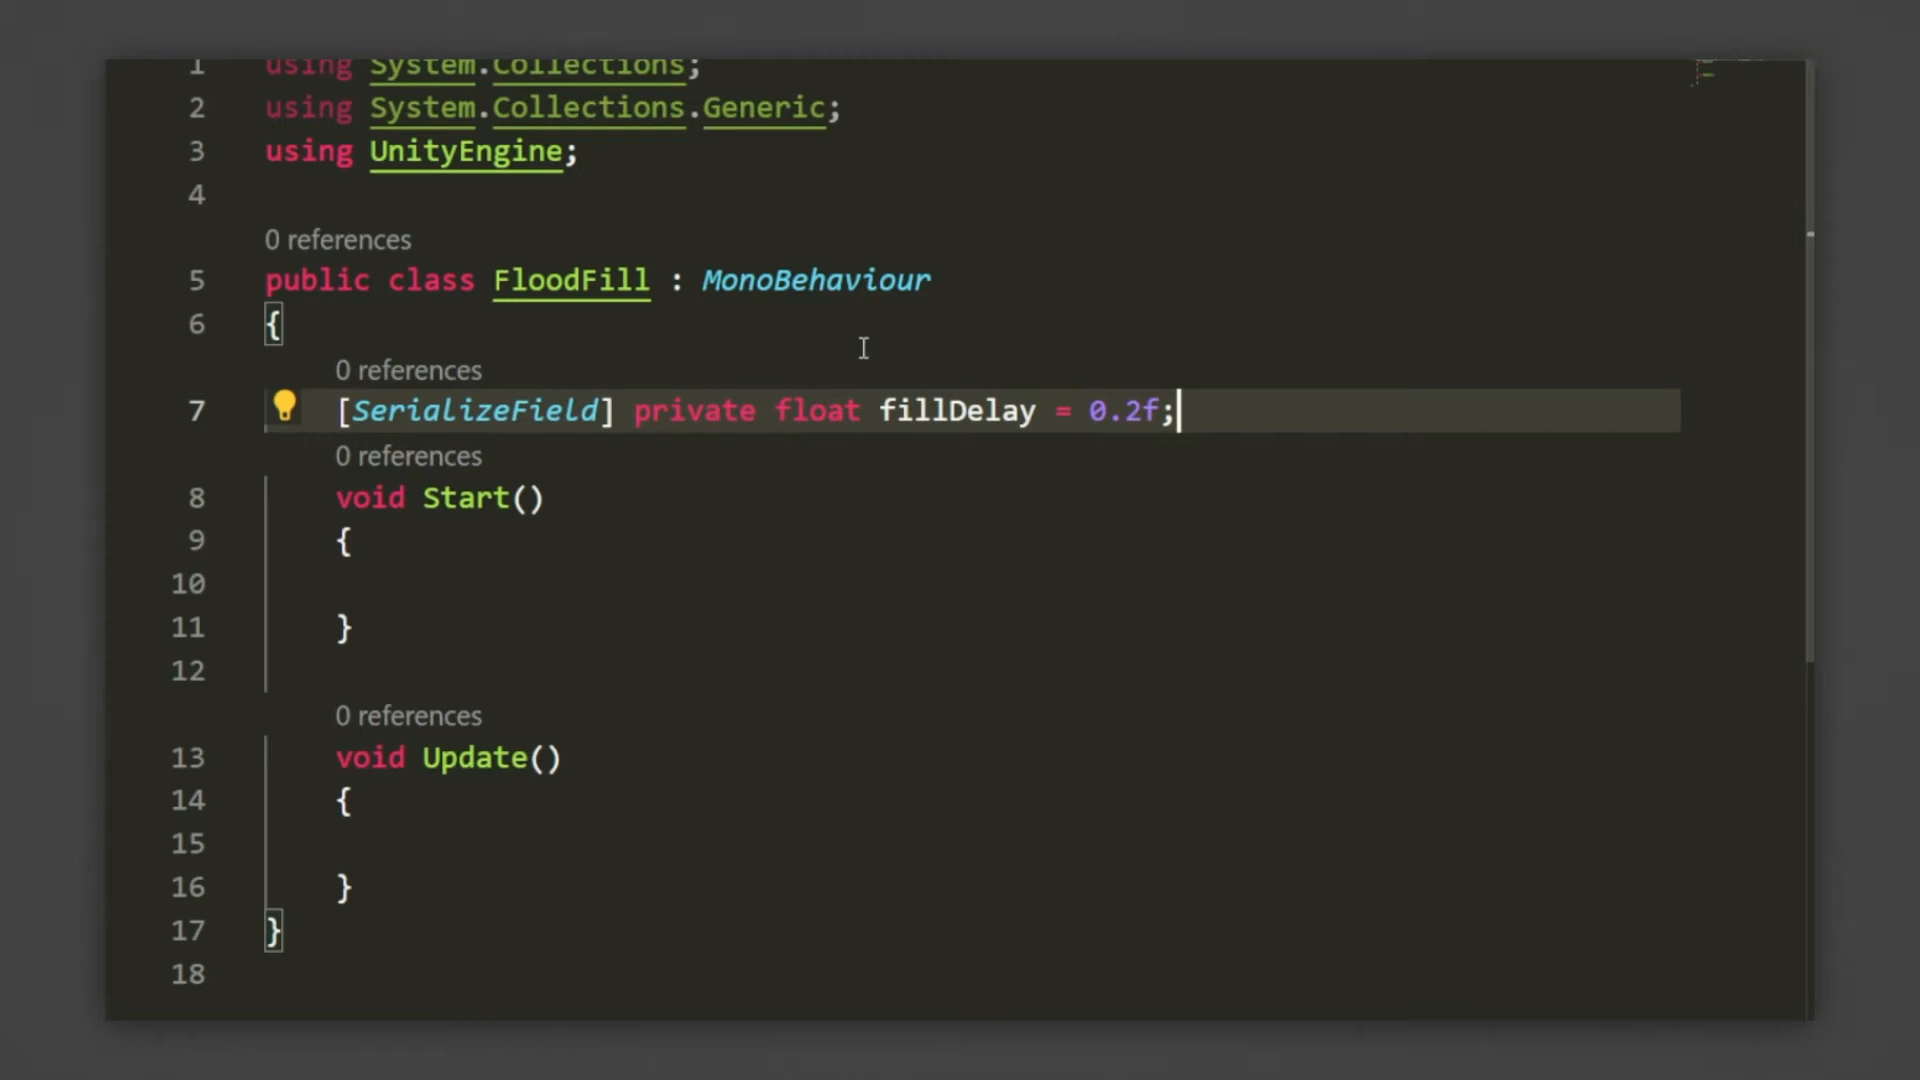 1 using System.Collections;
2 using System.Collections.Generic;
3 using UnityEngine;
4
0 references
5 public class FloodFill : MonoBehaviour
6 {
0 references
7 [SerializeField] private float fillDelay = 0.2f;
0 references
8 void Start()
9 {
10
11 }
12
0 references
13 void Update()
14 {
15
16 }
17 }
18